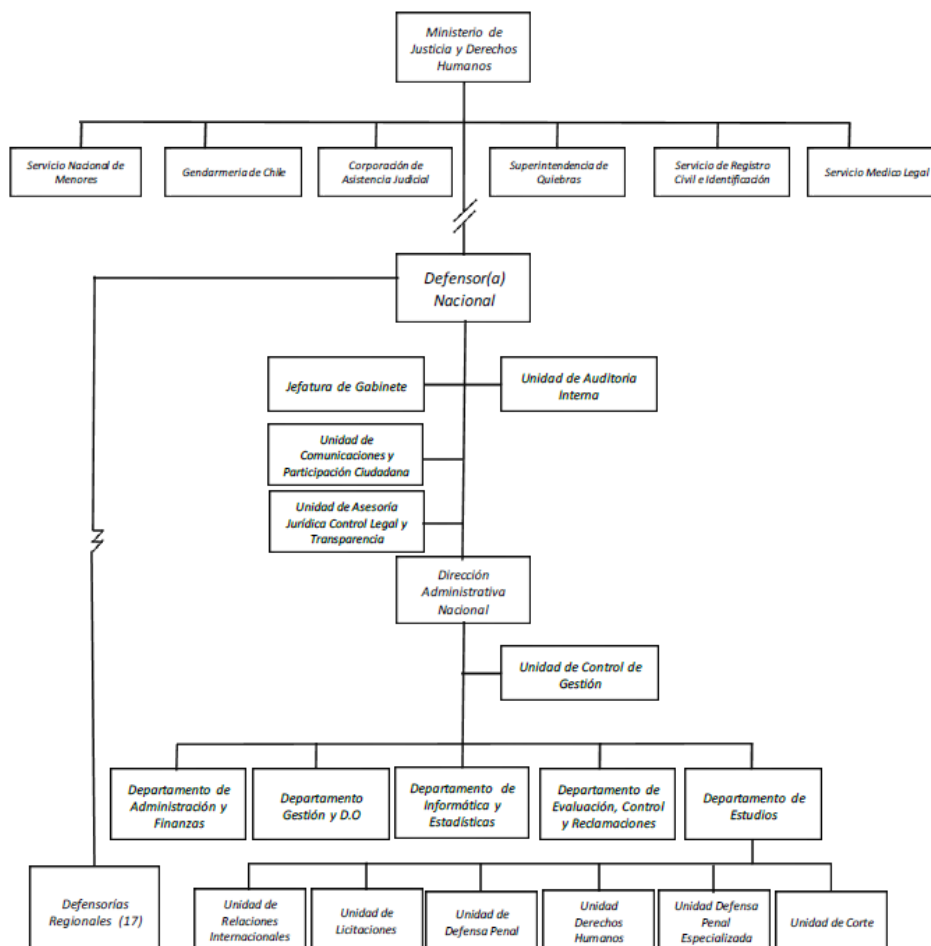 Ministerio de
Justicia y Derechos
Humanos
Servicio Nacional de
Menores
Gendarmeria de Chile
Corporación de
Asistencia Judicial
Superintendencia de
Quiebras
Servicio de Registro
Civil e Identificación
Servicio Medico Legal
Defensor(a)
Nacional
Jefatura de Gabinete
Unidad de Auditoria
Interna
Unidad de
Comunicaciones y
Participación Ciudadana
Unidad de Asesoría
Jurídica Control Legal y
Transparencia
Dirección
Administrativa
Nacional
Unidad de Control de
Gestión
Departamento de
Administración y
Finanzas
Departamento
Gestión y D.O
Departamento de
Informática y
Estadísticas
Departamento de
Evaluación, Control
y Reclamaciones
Departamento de
Estudios
Defensorías
Regionales (17)
Unidad de
Relaciones
Internacionales
Unidad de
Licitaciones
Unidad de
Defensa Penal
Unidad
Derechos
Humanos
Unidad Defensa
Penal
Especializada
Unidad de Corte